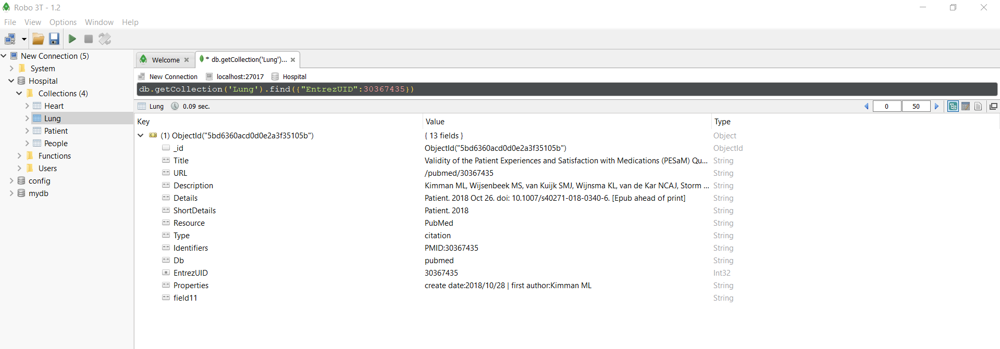 Robo 3T - 1.2
File View Options Window Help
New Connection (5)
System
Hospital
Collections (4)
Heart
Lung
Patient
People
Functions
Users
config
mydb
Welcome
* db.getCollection('Lung')...
New Connection localhost:27017 Hospital
db.getCollection('Lung').find({"EntrezUID":30367435})
Lung 0.09 sec. 0 50
Key Value Type
(1) ObjectId("5bd6360acd0d0e2a3f35105b") { 13 fields } Object
_id ObjectId("5bd6360acd0d0e2a3f35105b") ObjectId
Title Validity of the Patient Experiences and Satisfaction with Medications (PESaM) Qu... String
URL /pubmed/30367435 String
Description Kimman ML, Wijsenbeek MS, van Kuijk SMJ, Wijnsma KL, van de Kar NCAJ, Storm ... String
Details Patient. 2018 Oct 26. doi: 10.1007/s40271-018-0340-6. [Epub ahead of print] String
ShortDetails Patient. 2018 String
Resource PubMed String
Type citation String
Identifiers PMID:30367435 String
Db pubmed String
EntrezUID 30367435 Int32
Properties create date:2018/10/28 | first author:Kimman ML String
field11 String